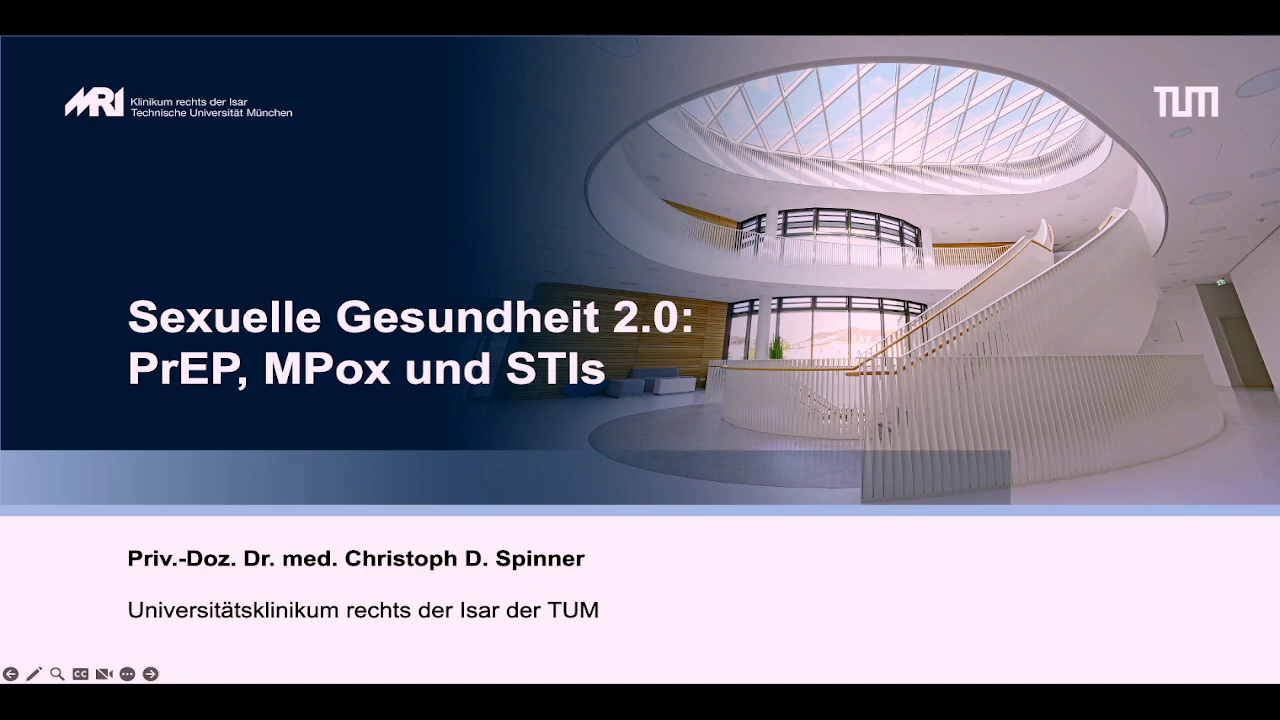 MRI Klinikum rechts der Isar
Technische Universität München
TUM
Sexuelle Gesundheit 2.0:
PrEP, MPox und STIs
Priv.-Doz. Dr. med. Christoph D. Spinner
Universitätsklinikum rechts der Isar der TUM
CC